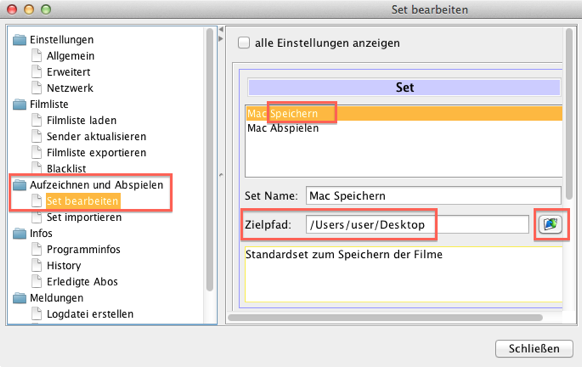 Set bearbeiten
Einstellungen
Allgemein
Erweitert
Netzwerk
Filmliste
Filmliste laden
Sender aktualisieren
Filmliste exportieren
Blacklist
Aufzeichnen und Abspielen
Set bearbeiten
Set importieren
Infos
Programminfos
History
Erledigte Abos
Meldungen
Logdatei erstellen
alle Einstellungen anzeigen
Set
Mac Speichern
Mac Abspielen
Set Name: Mac Speichern
Zielpfad: /Users/user/Desktop
Standardset zum Speichern der Filme
Schließen